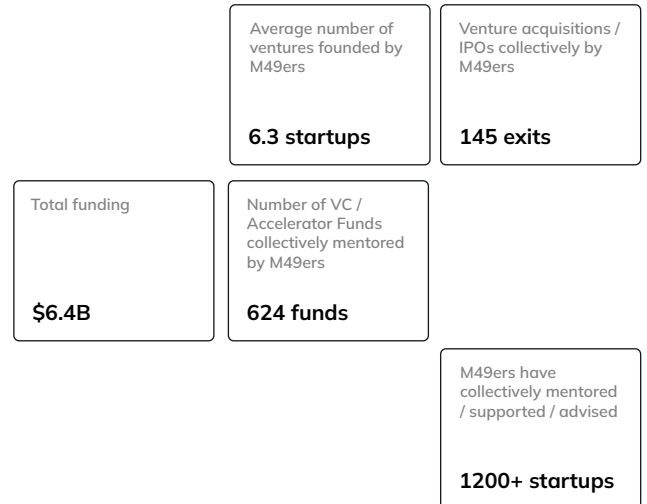 Average number of
ventures founded by
M49ers
6.3 startups
Venture acquisitions /
IPOs collectively by
M49ers
145 exits
Total funding
$6.4B
Number of VC /
Accelerator Funds
collectively mentored
by M49ers
624 funds
M49ers have
collectively mentored
/ supported / advised
1200+ startups